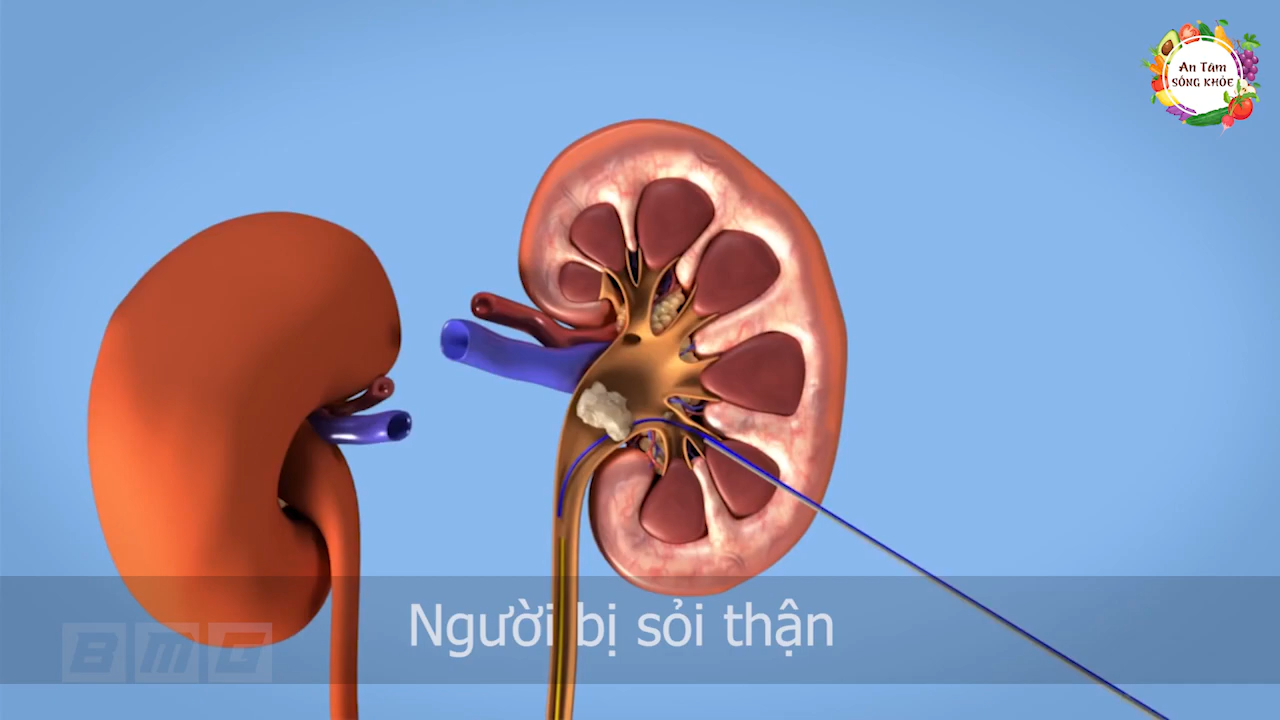 An Tâm
SỐNG KHỎE
Người bị sỏi thận
BMG